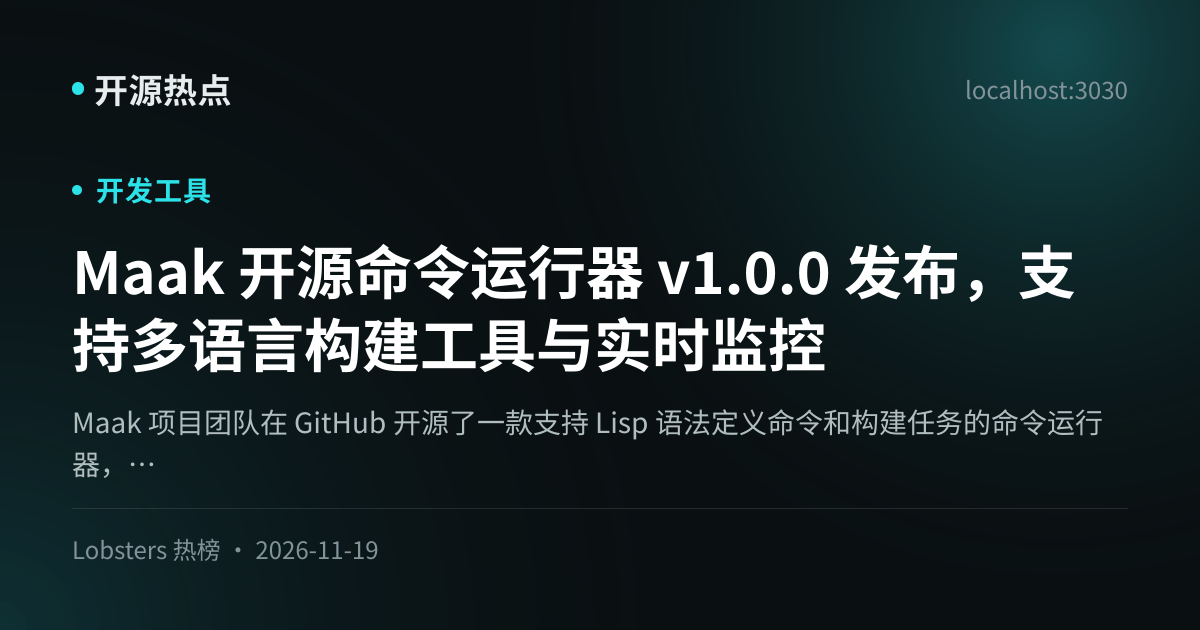 开源热点
localhost:3030
开发工具
Maak 开源命令运行器 v1.0.0 发布，支
持多语言构建工具与实时监控
Maak 项目团队在 GitHub 开源了一款支持 Lisp 语法定义命令和构建任务的命令运行
器，…
Lobsters 热榜 • 2026-11-19